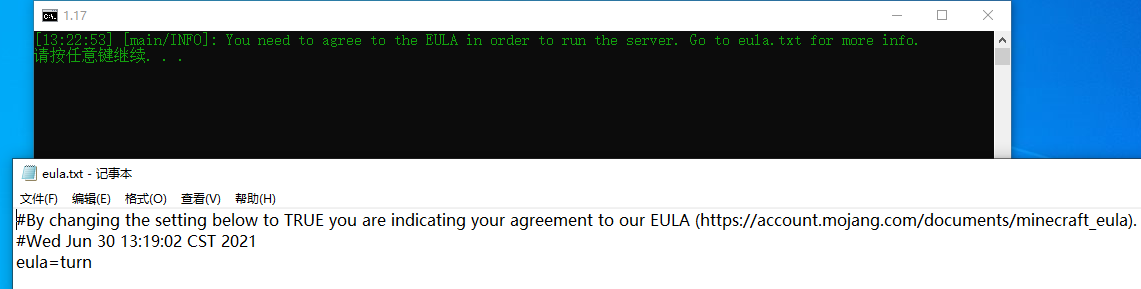 1.17
[13:22:53] [main/INFO]: You need to agree to the EULA in order to run the server. Go to eula.txt for more info.
请按任意键继续. . .
eula.txt - 记事本
文件(F) 编辑(E) 格式(O) 查看(V) 帮助(H)
#By changing the setting below to TRUE you are indicating your agreement to our EULA (https://account.mojang.com/documents/minecraft_eula).
#Wed Jun 30 13:19:02 CST 2021
eula=turn